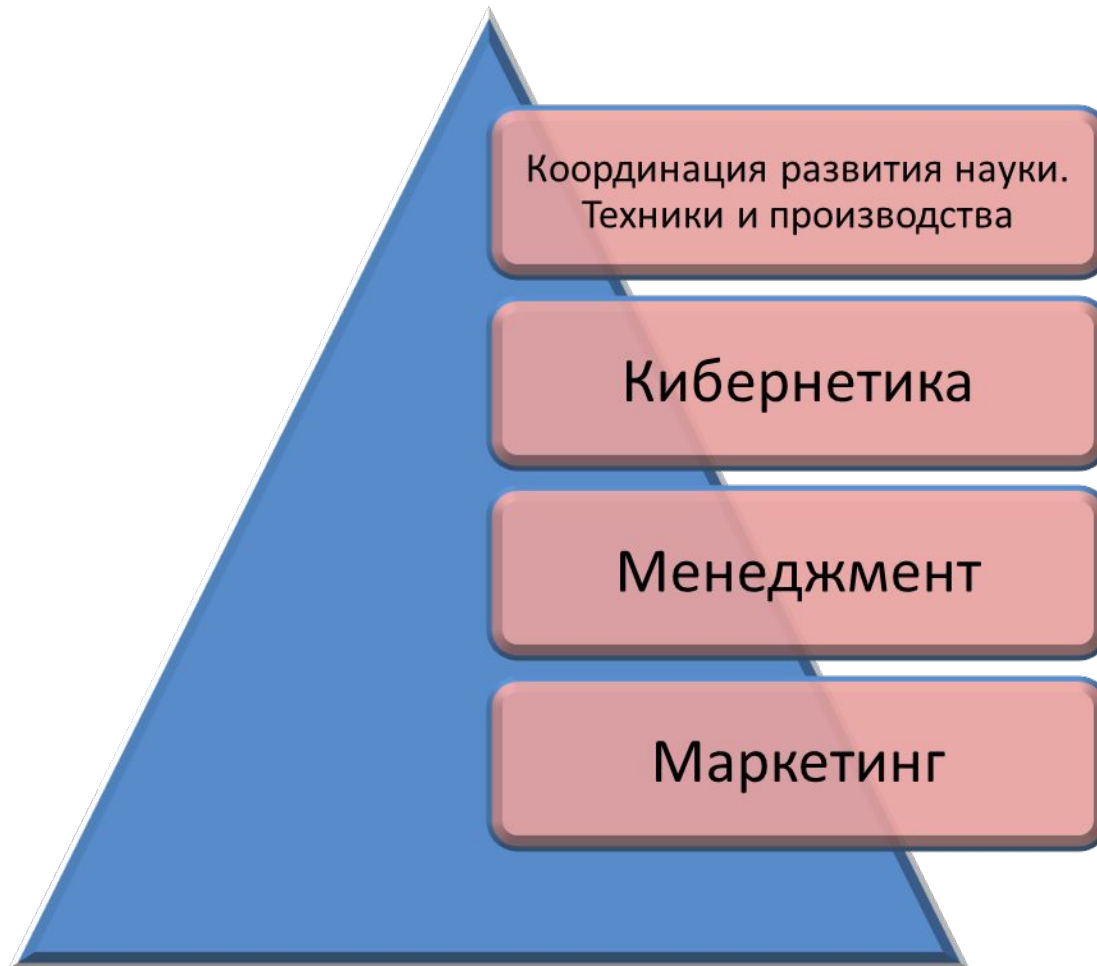 Координация развития науки.
Техники и производства
Кибернетика
Менеджмент
Маркетинг